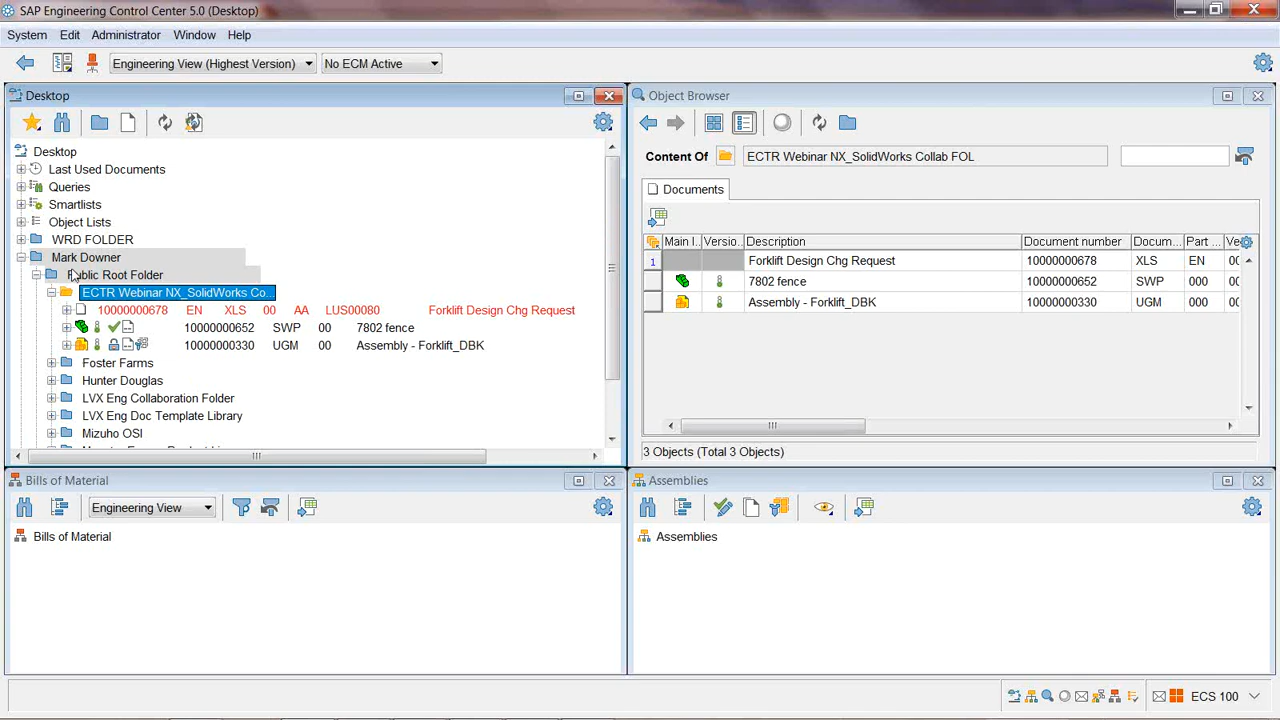 SAP Engineering Control Center 5.0 (Desktop)
System Edit Administrator Window Help
Engineering View (Highest Version) No ECM Active
Desktop
Desktop
Last Used Documents
Queries
Smartlists
Object Lists
WRD FOLDER
Mark Downer
Public Root Folder
ECTR Webinar NX_SolidWorks Co...
10000000678 EN XLS 00 AA LUS00080 Forklift Design Chg Request
10000000652 SWP 00 7802 fence
10000000330 UGM 00 Assembly - Forklift_DBK
Foster Farms
Hunter Douglas
LVX Eng Collaboration Folder
LVX Eng Doc Template Library
Mizuho OSI
Object Browser
Content Of ECTR Webinar NX_SolidWorks Collab FOL
Documents
Main I... Versio... Description Document number Docum... Part ... Ve
1 Forklift Design Chg Request 10000000678 XLS EN 00
7802 fence 10000000652 SWP 000 00
Assembly - Forklift_DBK 10000000330 UGM 000 00
3 Objects (Total 3 Objects)
Bills of Material
Engineering View
Bills of Material
Assemblies
Assemblies
ECS 100